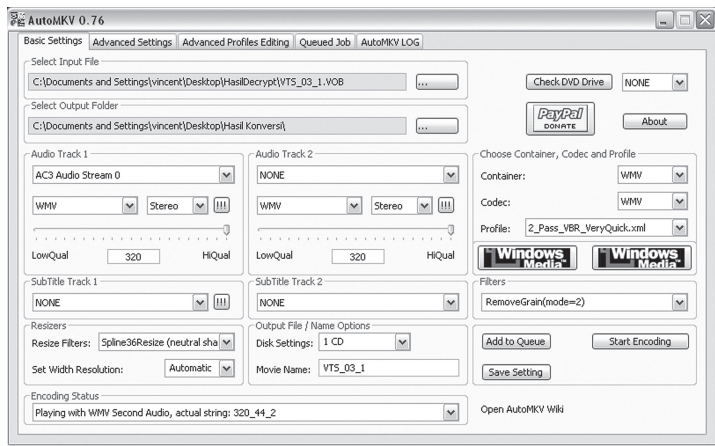 AutoMKV 0.76
Basic Settings Advanced Settings Advanced Profiles Editing Queued Job AutoMKV LOG
Select Input File
C:\Documents and Settings\vincent\Desktop\HasilDecrypt\VTS_03_1.VOB ... Check DVD Drive NONE
Select Output Folder
C:\Documents and Settings\vincent\Desktop\Hasil Konversi\ ... PayPal DONATE About
Audio Track 1 Audio Track 2 Choose Container, Codec and Profile
AC3 Audio Stream 0 NONE Container: WMV
WMV Stereo !!! WMV Stereo !!! Codec: WMV
Profile: 2_Pass_VBR_VeryQuick.xml
LowQual 320 HiQual LowQual 320 HiQual Windows Media™ Windows Media™
SubTitle Track 1 SubTitle Track 2 Filters
NONE !!! NONE RemoveGrain(mode=2)
Resizers Output File / Name Options
Resize Filters: Spline36Resize (neutral sha Disk Settings: 1 CD Add to Queue Start Encoding
Set Width Resolution: Automatic Movie Name: VTS_03_1 Save Setting
Encoding Status
Playing with WMV Second Audio, actual string: 320_44_2 Open AutoMKV Wiki